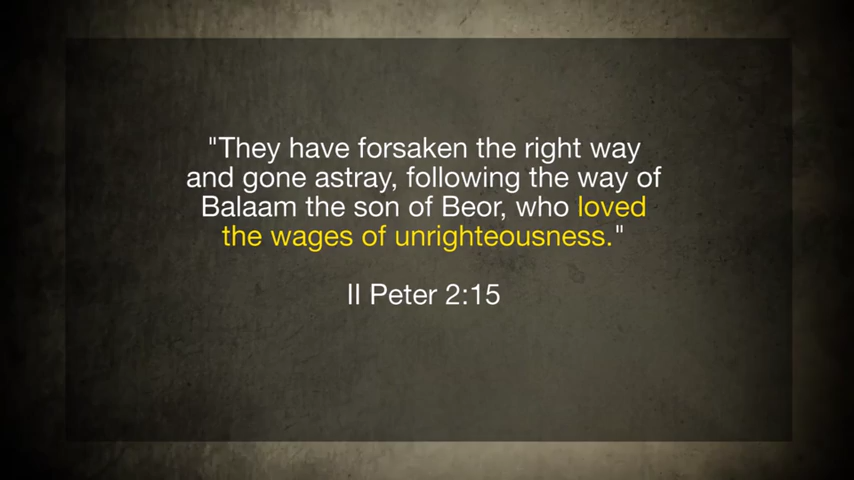 "They have forsaken the right way
and gone astray, following the way of
Balaam the son of Beor, who loved
the wages of unrighteousness."
II Peter 2:15